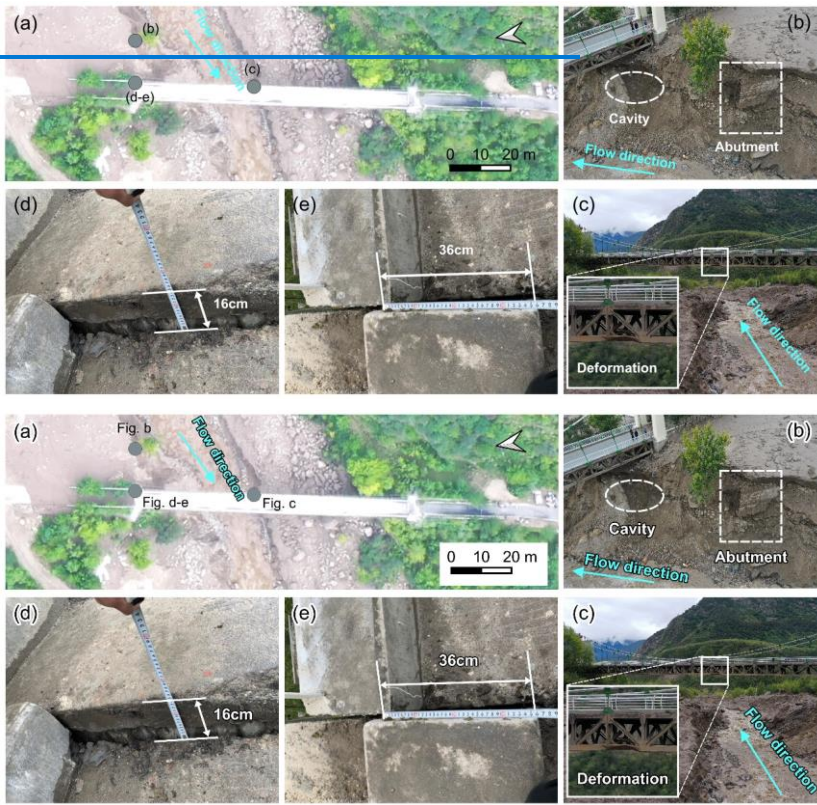 (a)
(b)
(c)
(d-e)
Flow direction
0 10 20 m
(b)
Cavity
Abutment
Flow direction
(d)
16cm
(e)
36cm
(c)
Deformation
Flow direction
(a)
Fig. b
Flow direction
Fig. d-e
Fig. c
0 10 20 m
(b)
Cavity
Abutment
Flow direction
(d)
16cm
(e)
36cm
(c)
Deformation
Flow direction